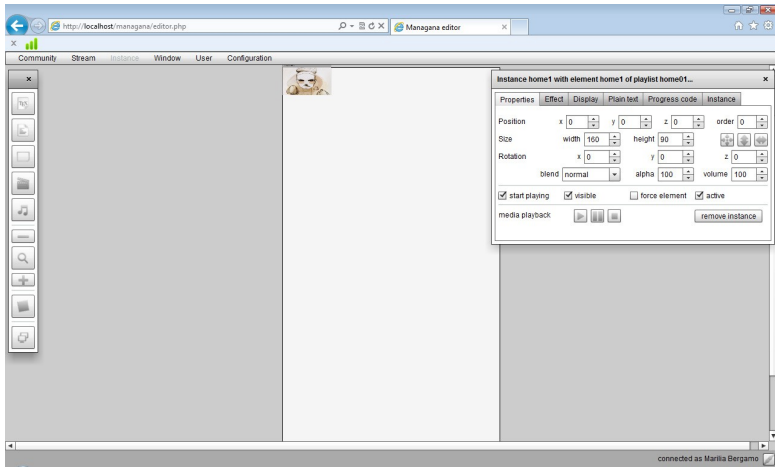 http://localhost/managana/editor.php
Managana editor
Community Stream Instance Window User Configuration
Instance home1 with element home1 of playlist home01...
Properties Effect Display Plain text Progress code Instance
Position x 0 y 0 z 0 order 0
Size width 160 height 90
Rotation x 0 y 0 z 0
blend normal alpha 100 volume 100
start playing visible force element active
media playback remove instance
connected as Marilia Bergamo